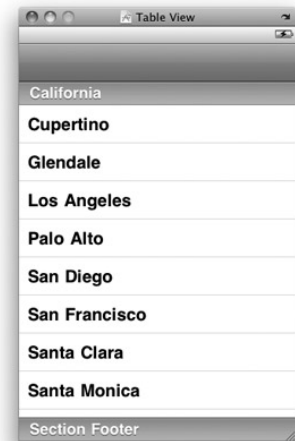 Table View
California
Cupertino
Glendale
Los Angeles
Palo Alto
San Diego
San Francisco
Santa Clara
Santa Monica
Section Footer